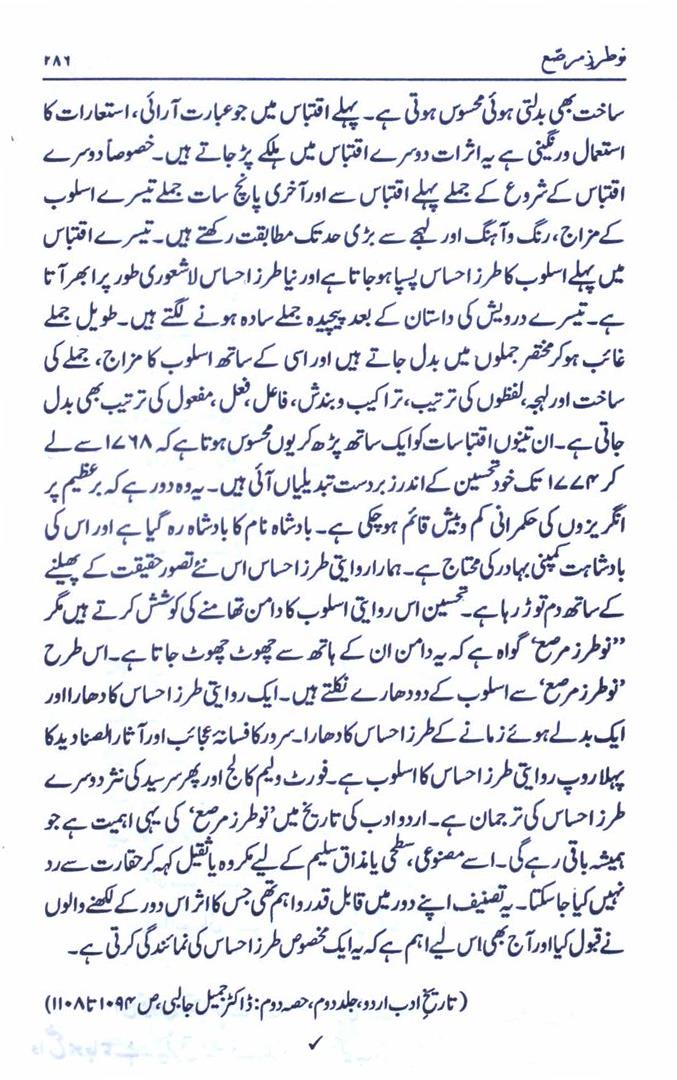 نوطرزِ مرصّع ۲۸۶
ساخت بھی بدلتی ہوئی محسوس ہوتی ہے۔ پہلے اقتباس میں جو عبارت آرائی، استعارات کا
استعمال و رنگینی ہے یہ اثرات دوسرے اقتباس میں ہلکے پڑ جاتے ہیں۔ خصوصاً دوسرے
اقتباس کے شروع کے جملے پہلے اقتباس سے اور آخری پانچ سات جملے تیسرے اسلوب
کے مزاج، رنگ و آہنگ اور لہجے سے بڑی حد تک مطابقت رکھتے ہیں۔ تیسرے اقتباس
میں پہلے اسلوب کا طرز احساس پسپا ہو جاتا ہے اور نیا طرز احساس لاشعوری طور پر ابھر آتا
ہے۔ تیسرے درویش کی داستان کے بعد پیچیدہ جملے سادہ ہونے لگتے ہیں۔ طویل جملے
غائب ہو کر مختصر جملوں میں بدل جاتے ہیں اور اسی کے ساتھ اسلوب کا مزاج، جملے کی
ساخت اور لہجہ، لفظوں کی ترتیب، تراکیب و بندش، فاعل، فعل، مفعول کی ترتیب بھی بدل
جاتی ہے۔ ان تینوں اقتباسات کو ایک ساتھ پڑھ کر یوں محسوس ہوتا ہے کہ ۱۷۶۸ سے لے
کر ۱۷۷۴ تک خود تحسین کے اندر زبردست تبدیلیاں آئی ہیں۔ یہ وہ دور ہے کہ برعظیم پر
انگریزوں کی حکمرانی کم و بیش قائم ہو چکی ہے۔ بادشاہ نام کا بادشاہ رہ گیا ہے اور اس کی
بادشاہت کمپنی بہادر کی محتاج ہے۔ ہمارا روایتی طرز احساس اس نئے تصور حقیقت کے پھیلنے
کے ساتھ دم توڑ رہا ہے۔ تحسین اس روایتی اسلوب کا دامن تھامنے کی کوشش کرتے ہیں مگر
’’نوطرز مرصع‘ گواہ ہے کہ یہ دامن ان کے ہاتھ سے چھوٹ چھوٹ جاتا ہے۔ اس طرح
’نوطرز مرصع‘ سے اسلوب کے دو دھارے نکلتے ہیں۔ ایک روایتی طرز احساس کا دھارا اور
ایک بدلے ہوئے زمانے کے طرز احساس کا دھارا۔ سرور کا فسانۂ عجائب اور آثار الصنادید کا
پہلا روپ روایتی طرز احساس کا اسلوب ہے۔ فورٹ ولیم کالج اور پھر سرسید کی نثر دوسرے
طرز احساس کی ترجمان ہے۔ اردو ادب کی تاریخ میں ’نوطرز مرصع‘ کی یہی اہمیت ہے جو
ہمیشہ باقی رہے گی۔ اسے مصنوعی، سطحی یا مذاق سلیم کے لیے مکروہ یا ثقیل کہہ کر حقارت سے رد
نہیں کیا جا سکتا۔ یہ تصنیف اپنے دور میں قابل قدر و اہم تھی جس کا اثر اس دور کے لکھنے والوں
نے قبول کیا اور آج بھی اس لیے اہم ہے کہ یہ ایک مخصوص طرز احساس کی نمائندگی کرتی ہے۔
(تاریخِ ادب اردو، جلد دوم، حصہ دوم: ڈاکٹر جمیل جالبی، ص ۱۰۹۴ تا ۱۱۰۸)